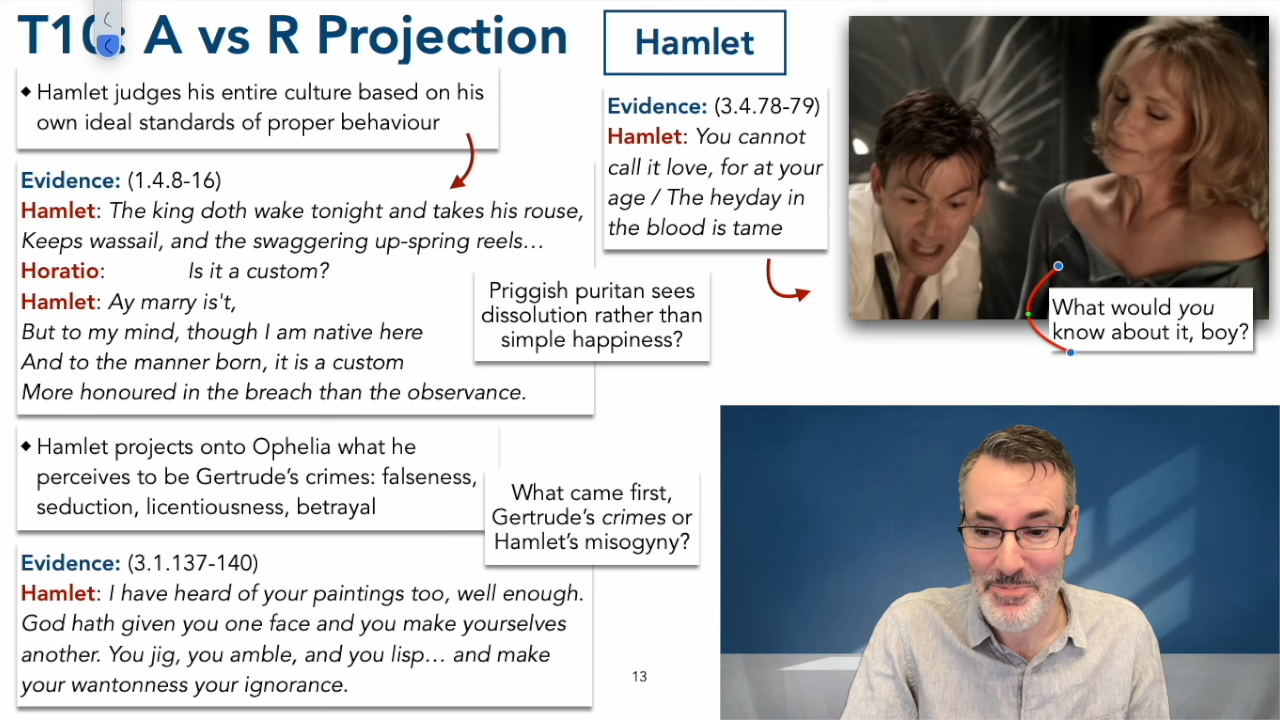 T10: A vs R Projection
Hamlet
◆ Hamlet judges his entire culture based on his
own ideal standards of proper behaviour
Evidence: (1.4.8-16)
Hamlet: The king doth wake tonight and takes his rouse,
Keeps wassail, and the swaggering up-spring reels…
Horatio: Is it a custom?
Hamlet: Ay marry is't,
But to my mind, though I am native here
And to the manner born, it is a custom
More honoured in the breach than the observance.
Priggish puritan sees
dissolution rather than
simple happiness?
◆ Hamlet projects onto Ophelia what he
perceives to be Gertrude's crimes: falseness,
seduction, licentiousness, betrayal
What came first,
Gertrude's crimes or
Hamlet's misogyny?
Evidence: (3.1.137-140)
Hamlet: I have heard of your paintings too, well enough.
God hath given you one face and you make yourselves
another. You jig, you amble, and you lisp… and make
your wantonness your ignorance.
Evidence: (3.4.78-79)
Hamlet: You cannot
call it love, for at your
age / The heyday in
the blood is tame
What would you
know about it, boy?
13